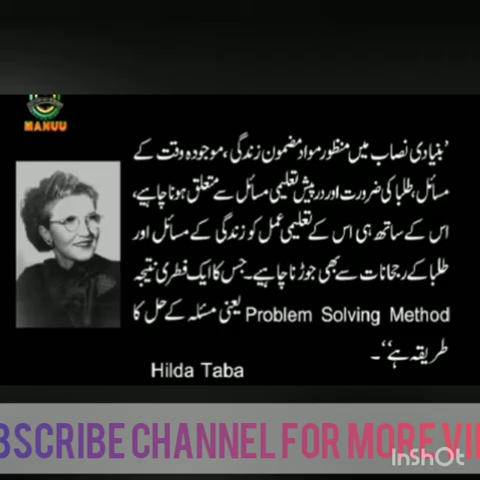 MANUU
’بنیادی نصاب میں منظور مواد مضمون زندگی، موجودہ وقت کے
مسائل، طلبا کی ضرورت اور درپیش تعلیمی مسائل سے متعلق ہونا چاہیے،
اس کے ساتھ ہی اس کے تعلیمی عمل کو زندگی کے مسائل اور
طلبا کے رجحانات سے بھی جوڑنا چاہیے۔ جس کا ایک فطری نتیجہ
Problem Solving Method یعنی مسئلہ کے حل کا
طریقہ ہے‘‘۔
Hilda Taba
BSCRIBE CHANNEL FOR MORE VI
InShOt